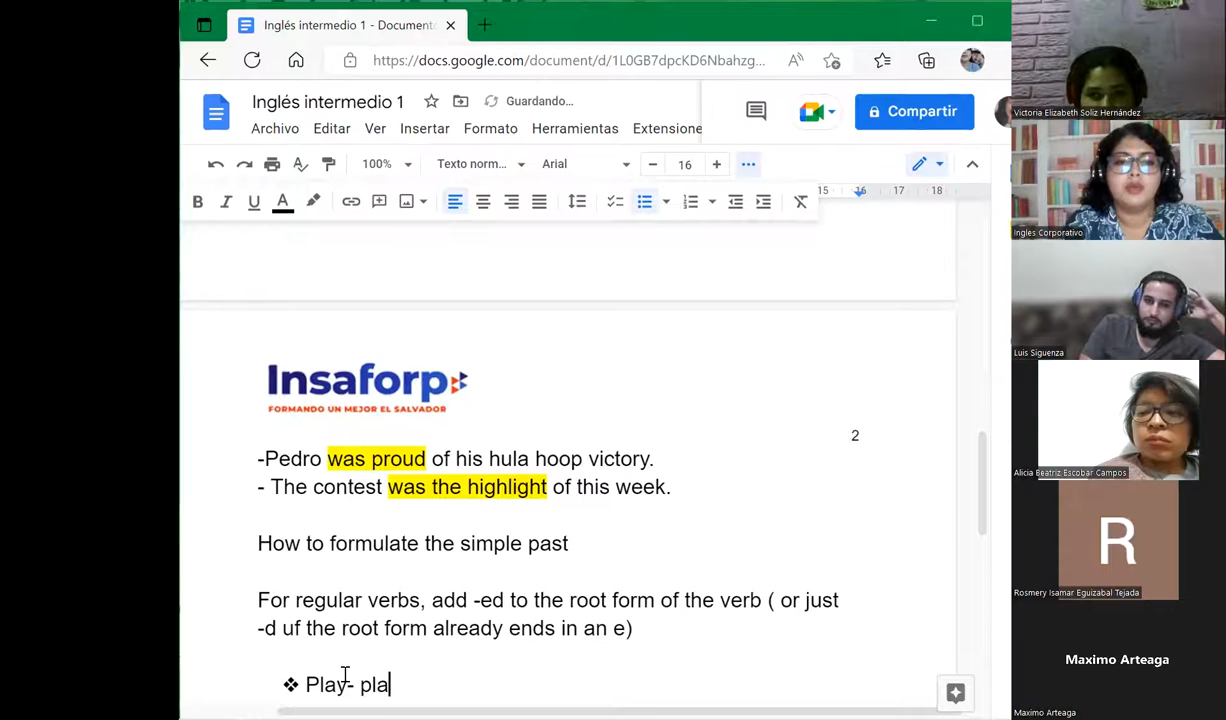 Inglés intermedio 1 - Documento
https://docs.google.com/document/d/1L0GB7dpcKD6Nbahzg...
Inglés intermedio 1
Guardando...
Compartir
Archivo Editar Ver Insertar Formato Herramientas Extensione
100% Texto norm... Arial 16
15 16 17 18
Insaforp
FORMANDO UN MEJOR EL SALVADOR
2
-Pedro was proud of his hula hoop victory.
- The contest was the highlight of this week.
How to formulate the simple past
For regular verbs, add -ed to the root form of the verb ( or just
-d uf the root form already ends in an e)
❖ Play- pla
Victoria Elizabeth Soliz Hernández
Ingles Corporativo
Luis Siguenza
Alicia Beatriz Escobar Campos
R
Rosmery Isamar Eguizabal Tejada
Maximo Arteaga
Maximo Arteaga